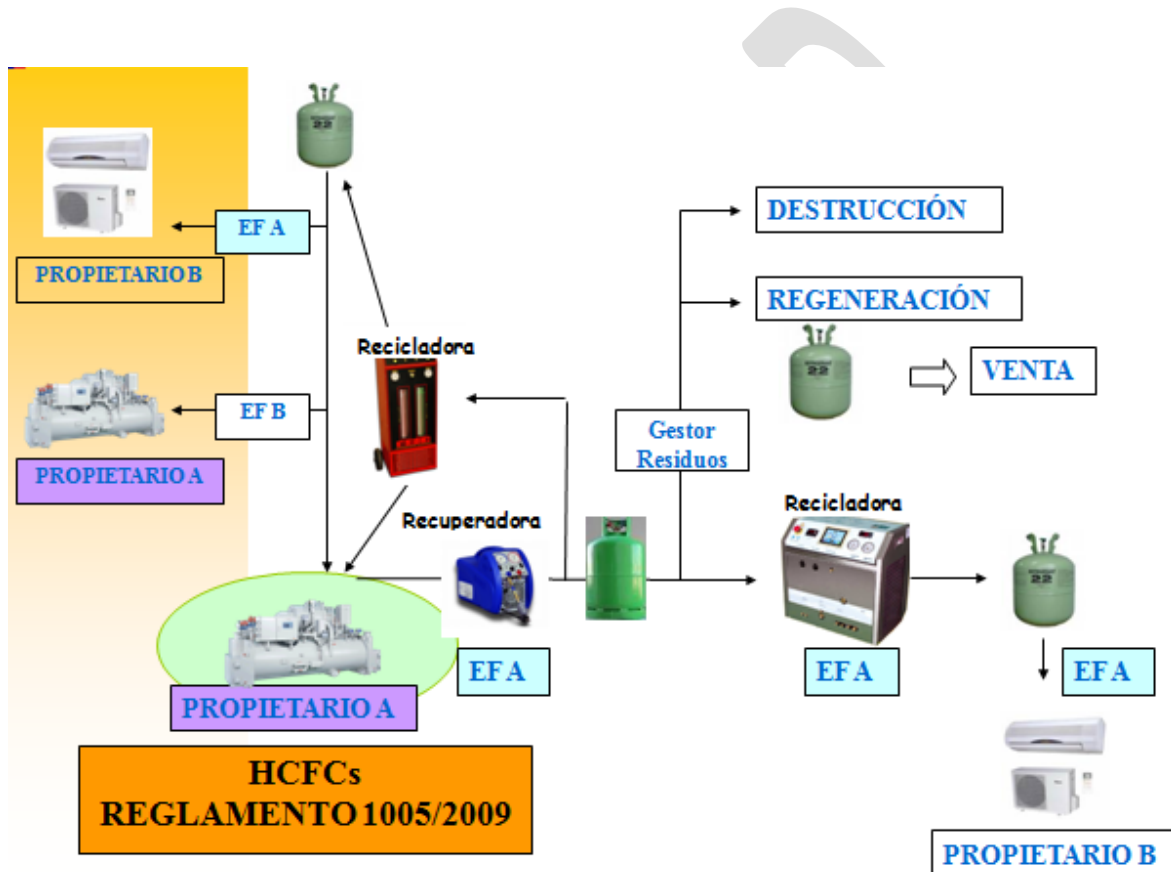 22
EF A
PROPIETARIO B
EF B
PROPIETARIO A
Recicladora
Recuperadora
PROPIETARIO A
EF A
HCFCs
REGLAMENTO 1005/2009
DESTRUCCIÓN
REGENERACIÓN
22
VENTA
Gestor
Residuos
Recicladora
EF A
22
EF A
PROPIETARIO B